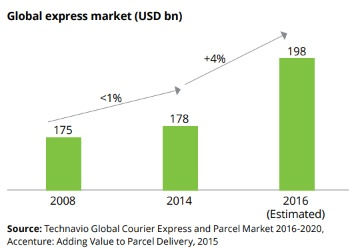 Global express market (USD bn)
+4%
198
<1%
175
178
2008
2014
2016
(Estimated)
Source: Technavio Global Courier Express and Parcel Market 2016-2020,
Accenture: Adding Value to Parcel Delivery, 2015